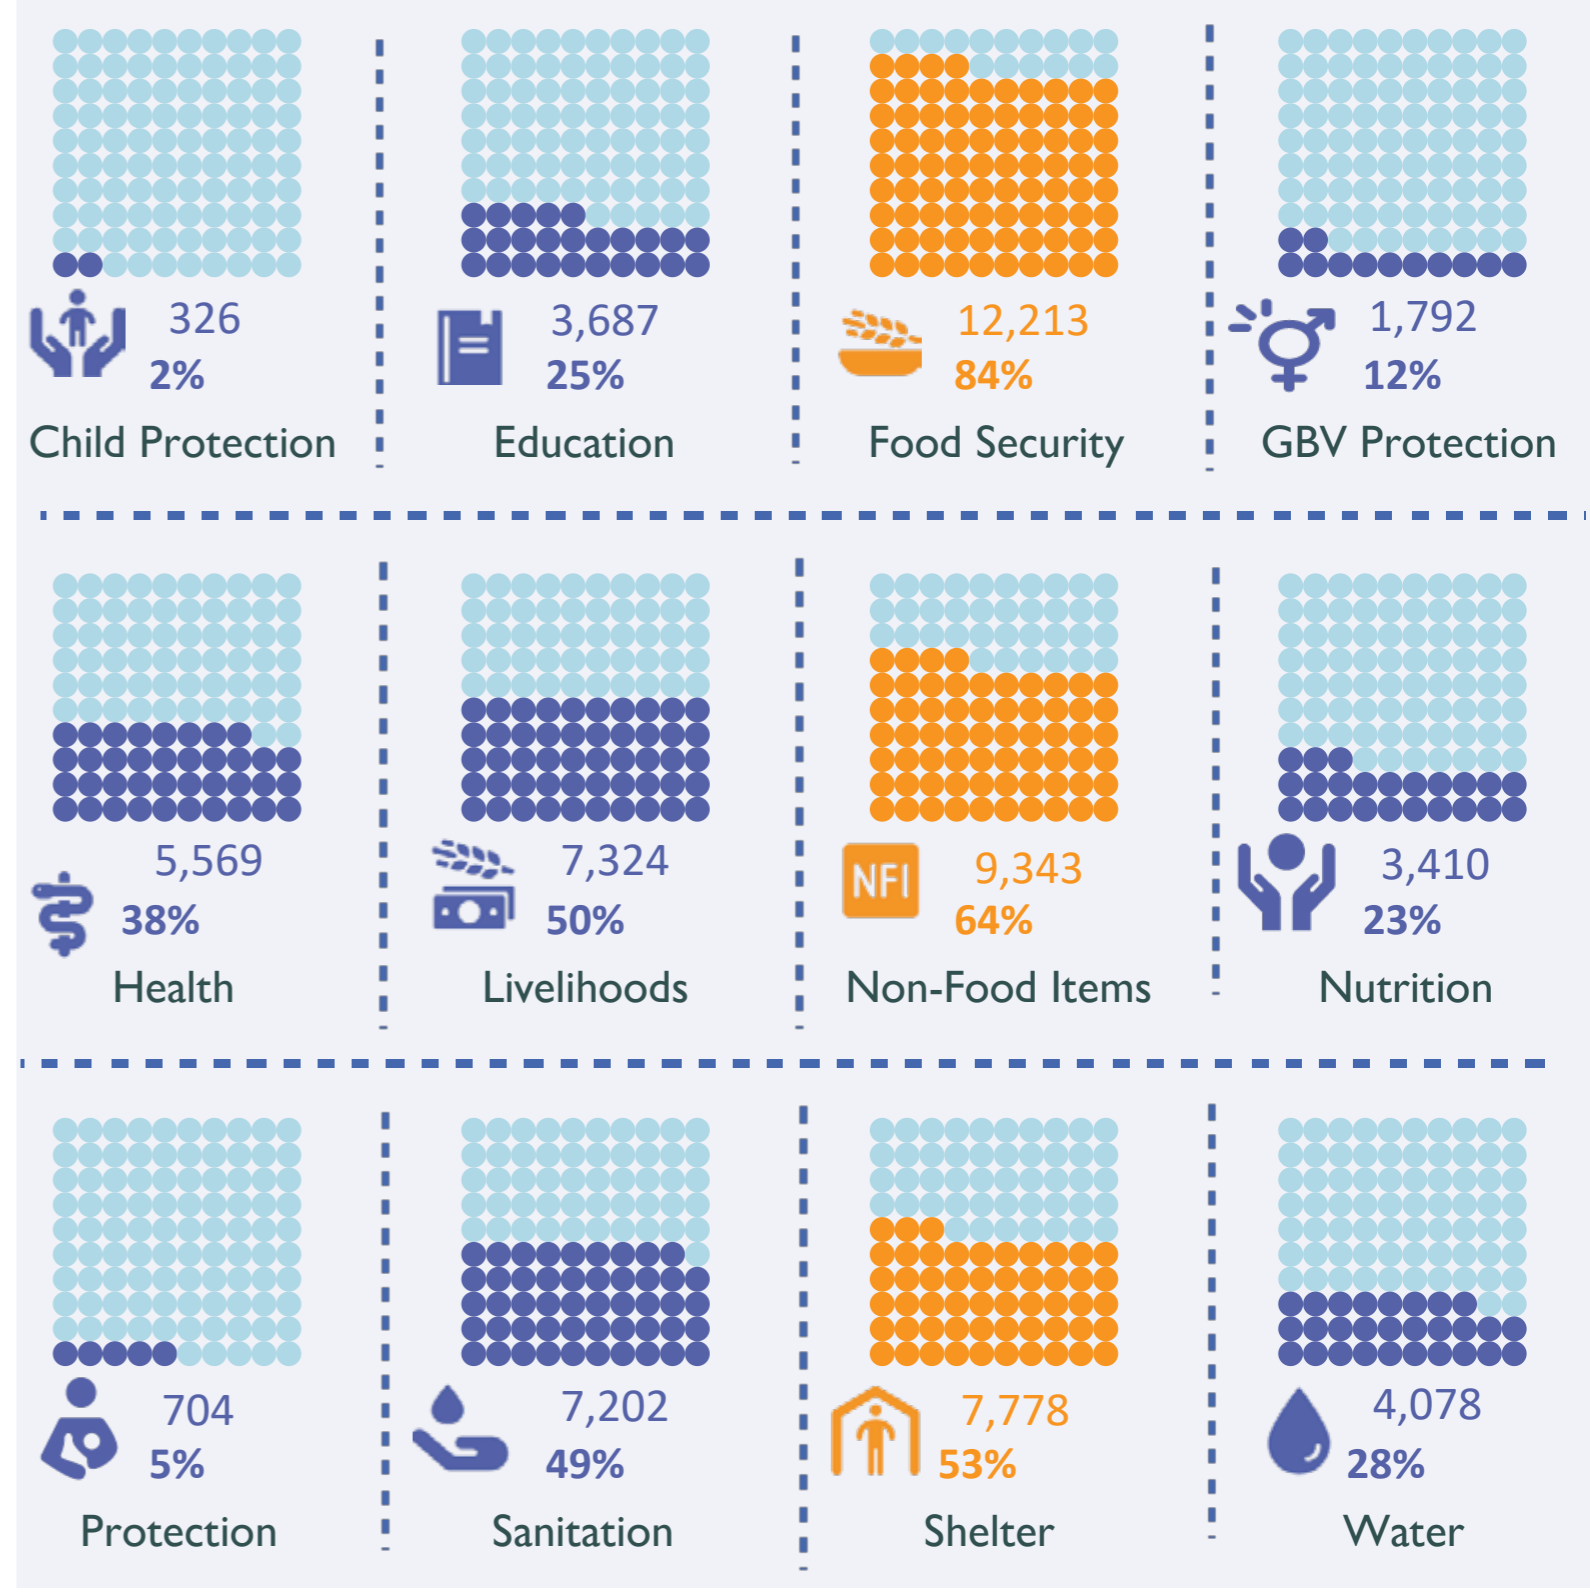 326
2%
Child Protection
3,687
25%
Education
12,213
84%
Food Security
1,792
12%
GBV Protection
5,569
38%
Health
7,324
50%
Livelihoods
NFI
9,343
64%
Non-Food Items
3,410
23%
Nutrition
704
5%
Protection
7,202
49%
Sanitation
7,778
53%
Shelter
4,078
28%
Water